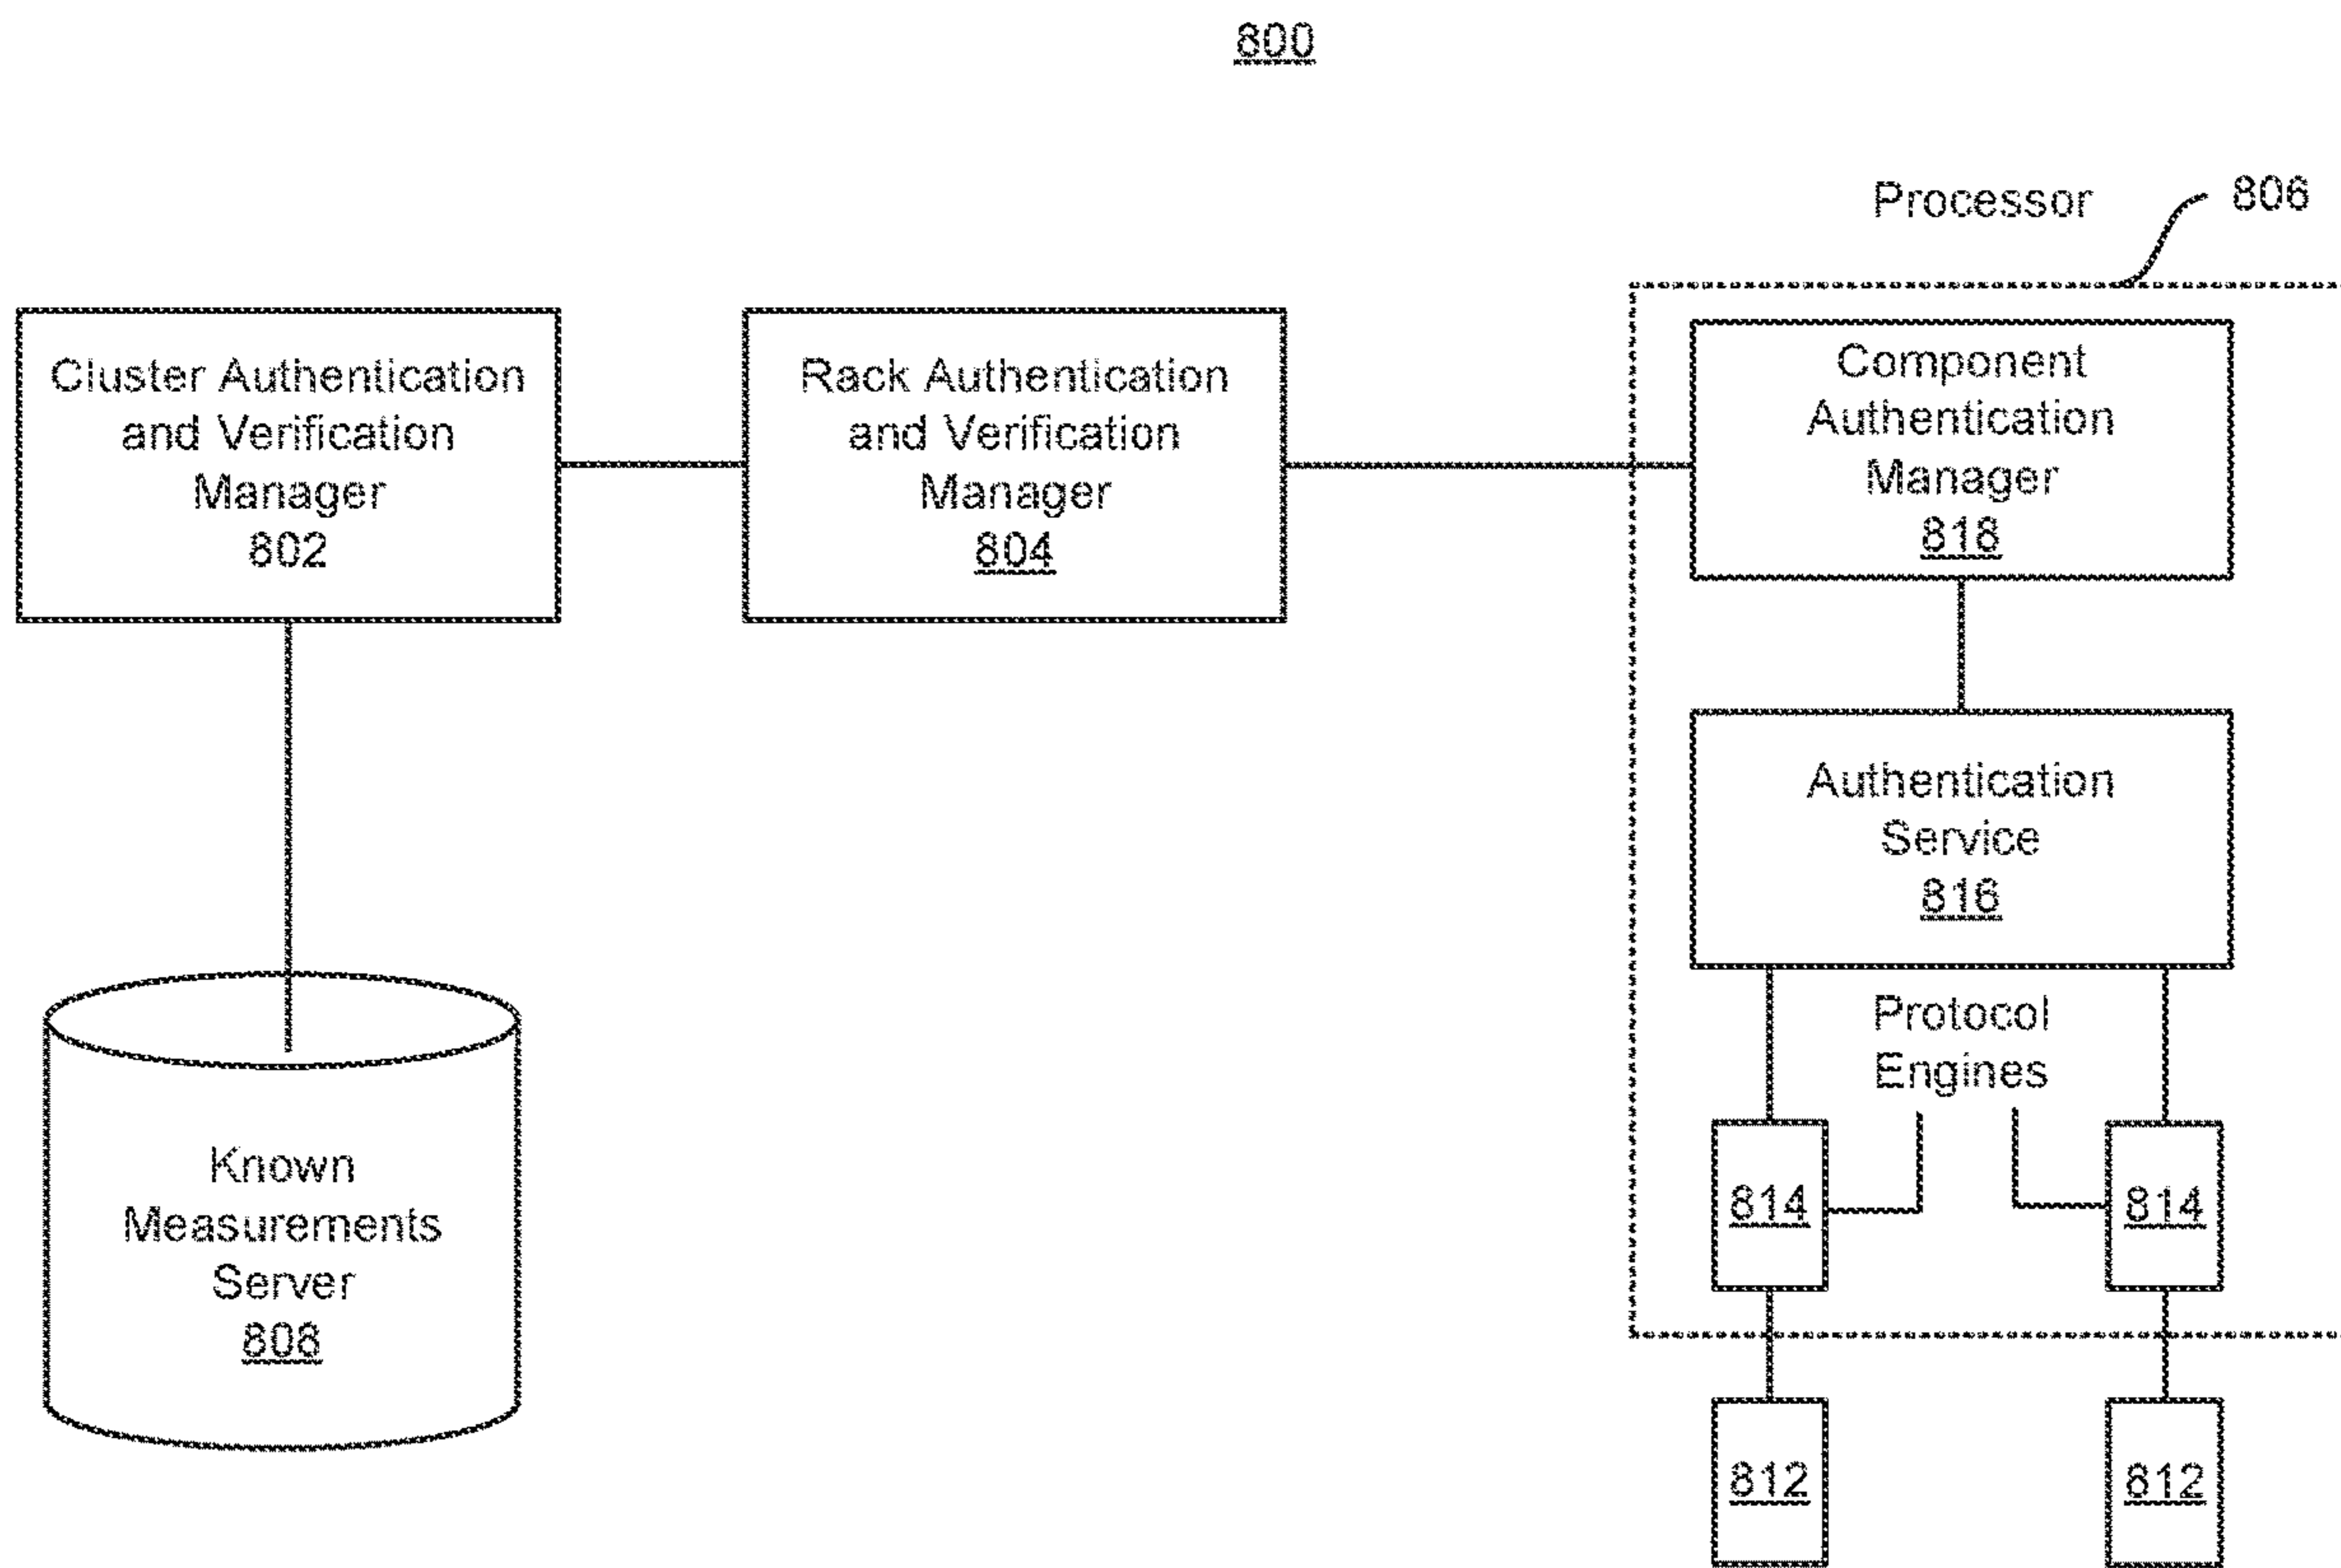 800
Processor
806
Cluster Authentication
and Verification
Manager
802
Rack Authentication
and Verification
Manager
804
Component
Authentication
Manager
818
Authentication
Service
816
Protocol
Engines
814
814
Known
Measurements
Server
808
812
812